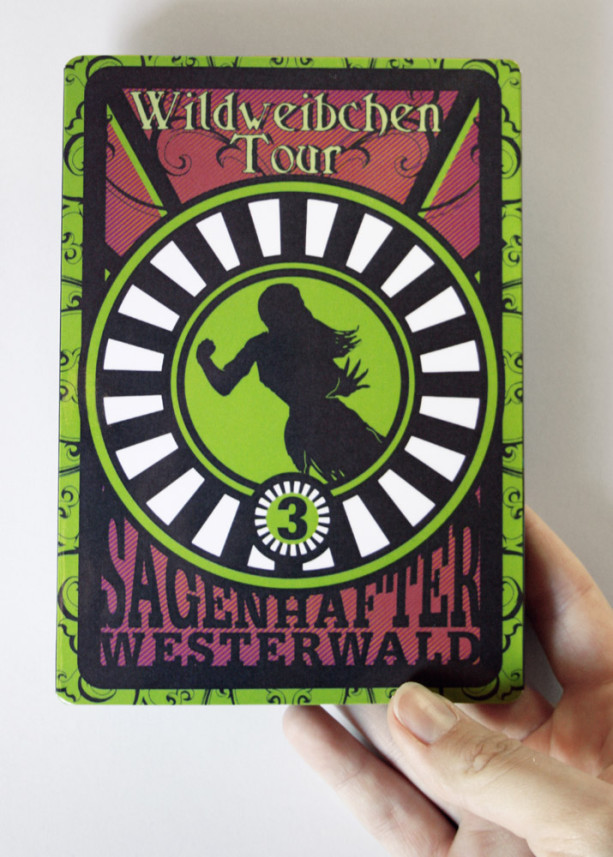 Wildweibchen
Tour
3
SAGENHAFTER
WESTERWALD